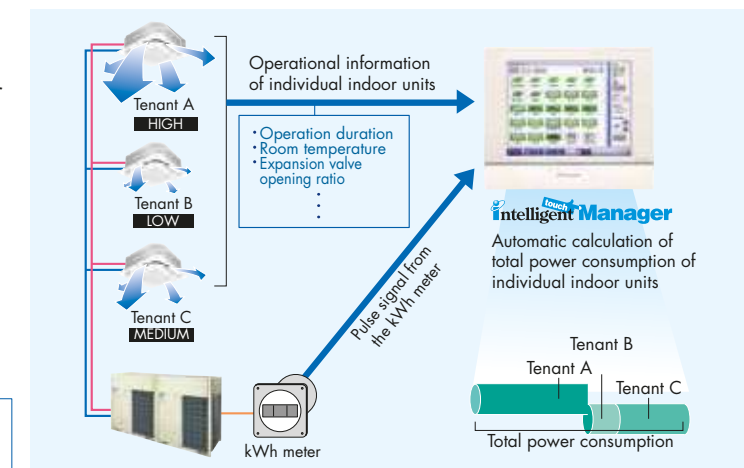 Tenant A
HIGH
Tenant B
LOW
Tenant C
MEDIUM
Operational information
of individual indoor units
・Operation duration
・Room temperature
・Expansion valve
opening ratio
Pulse signal from
the kWh meter
kWh meter
intelligent touch Manager
Automatic calculation of
total power consumption of
individual indoor units
Tenant B
Tenant A
Tenant C
Total power consumption